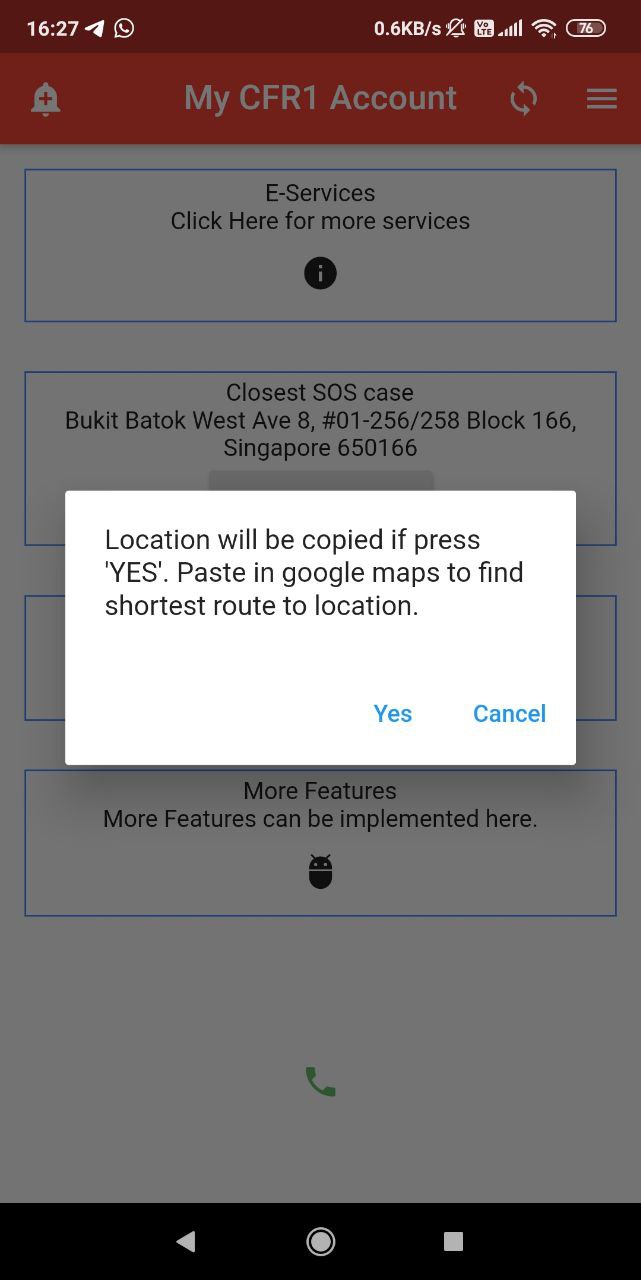 16:27
0.6KB/s
Vo
LTE
76
My CFR1 Account
E-Services
Click Here for more services
Closest SOS case
Bukit Batok West Ave 8, #01-256/258 Block 166,
Singapore 650166
Location will be copied if press
'YES'. Paste in google maps to find
shortest route to location.
Yes
Cancel
More Features
More Features can be implemented here.